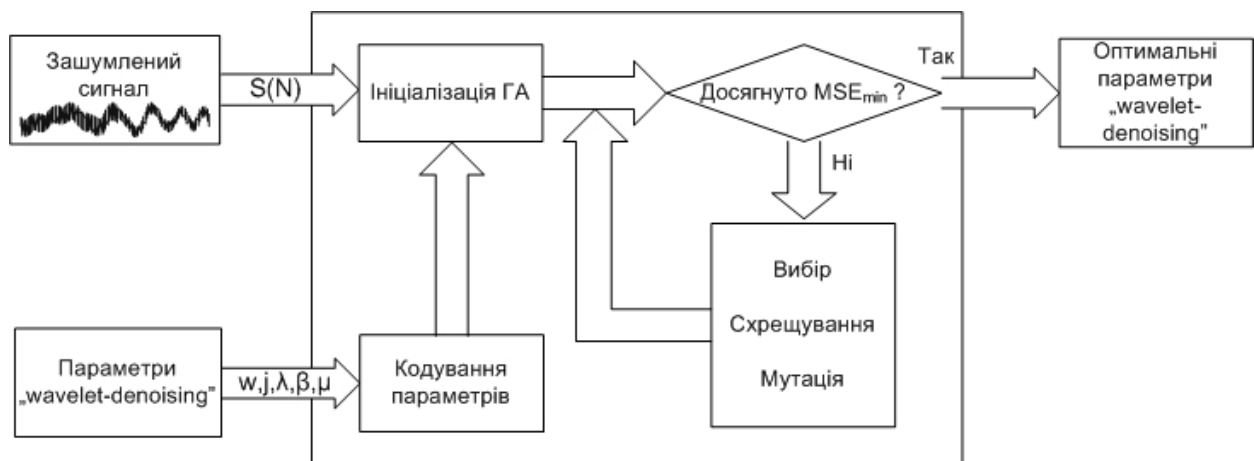 Зашумлений
сигнал
S(N)
Ініціалізація ГА
Досягнуто MSEmin ?
Так
Оптимальні
параметри
„wavelet-
denoising”
Ні
Вибір
Схрещування
Мутація
Параметри
„wavelet-denoising”
w,j,λ,β,μ
Кодування
параметрів